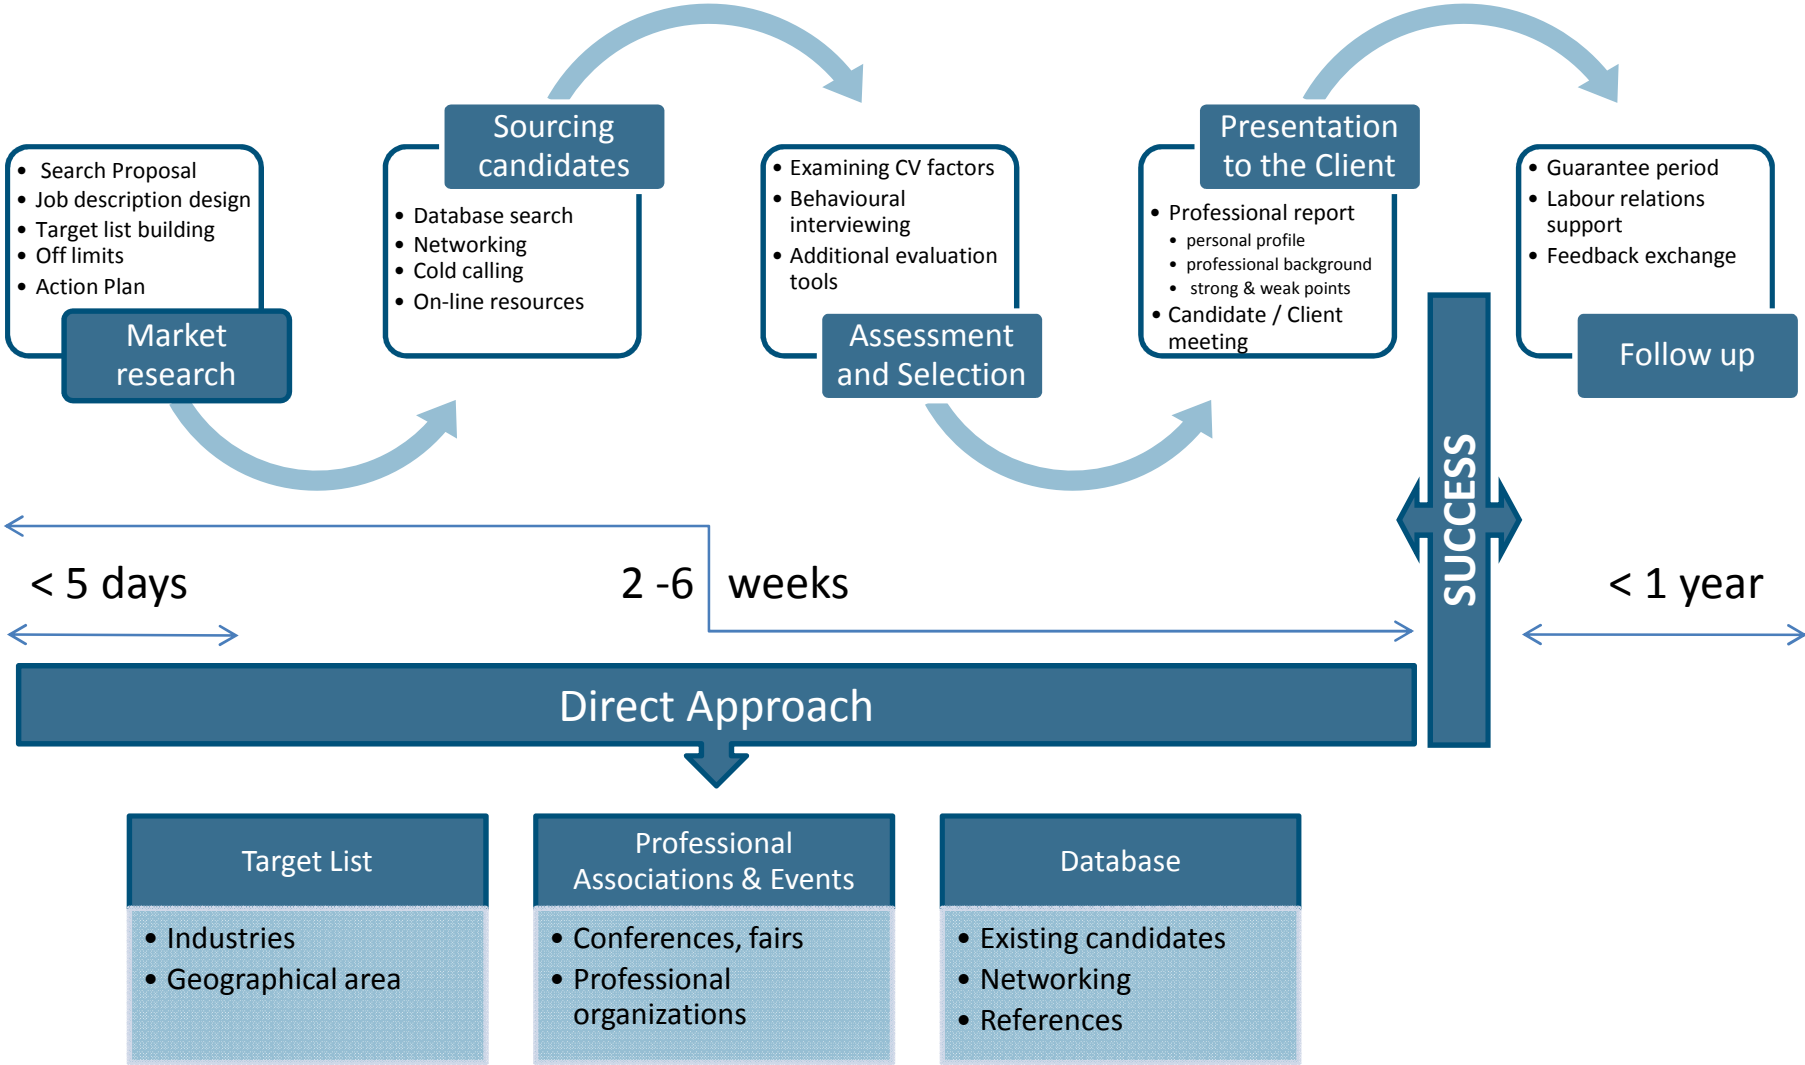 Search Proposal
Job description design
Target list building
Off limits
Action Plan
Market
research
Sourcing
candidates
Database search
Networking
Cold calling
On-line resources
Examining CV factors
Behavioural
interviewing
Additional evaluation
tools
Assessment
and Selection
Presentation
to the Client
Professional report
personal profile
professional background
strong & weak points
Candidate / Client
meeting
Guarantee period
Labour relations
support
Feedback exchange
Follow up
< 5 days
2 -6 weeks
SUCCESS
< 1 year
Direct Approach
Target List
Industries
Geographical area
Professional
Associations & Events
Conferences, fairs
Professional
organizations
Database
Existing candidates
Networking
References